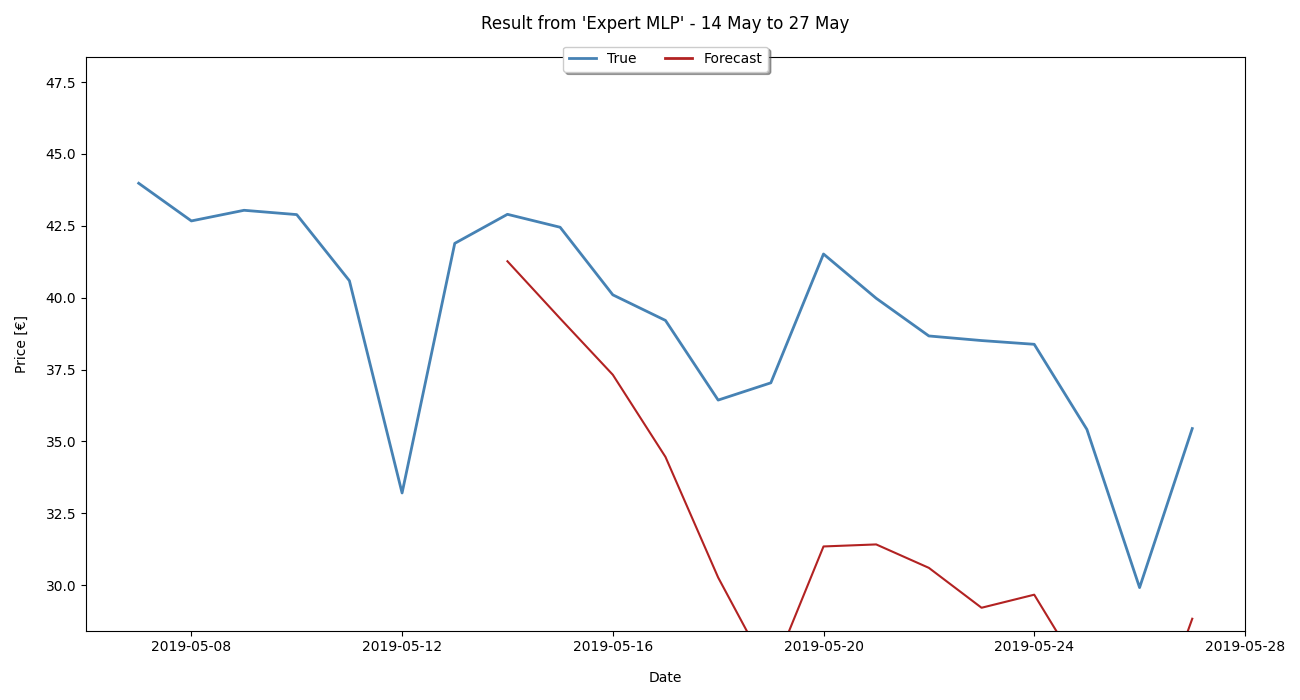 Result from 'Expert MLP' - 14 May to 27 May
True Forecast
47.5
45.0
42.5
40.0
37.5
35.0
32.5
30.0
Price [€]
2019-05-08 2019-05-12 2019-05-16 2019-05-20 2019-05-24 2019-05-28
Date